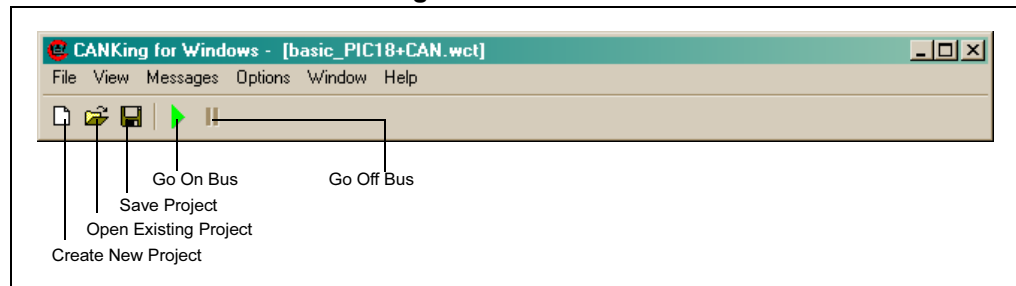 CANKing for Windows - [basic_PIC18+CAN.wct]
File View Messages Options Window Help
Go On Bus Go Off Bus
Save Project
Open Existing Project
Create New Project